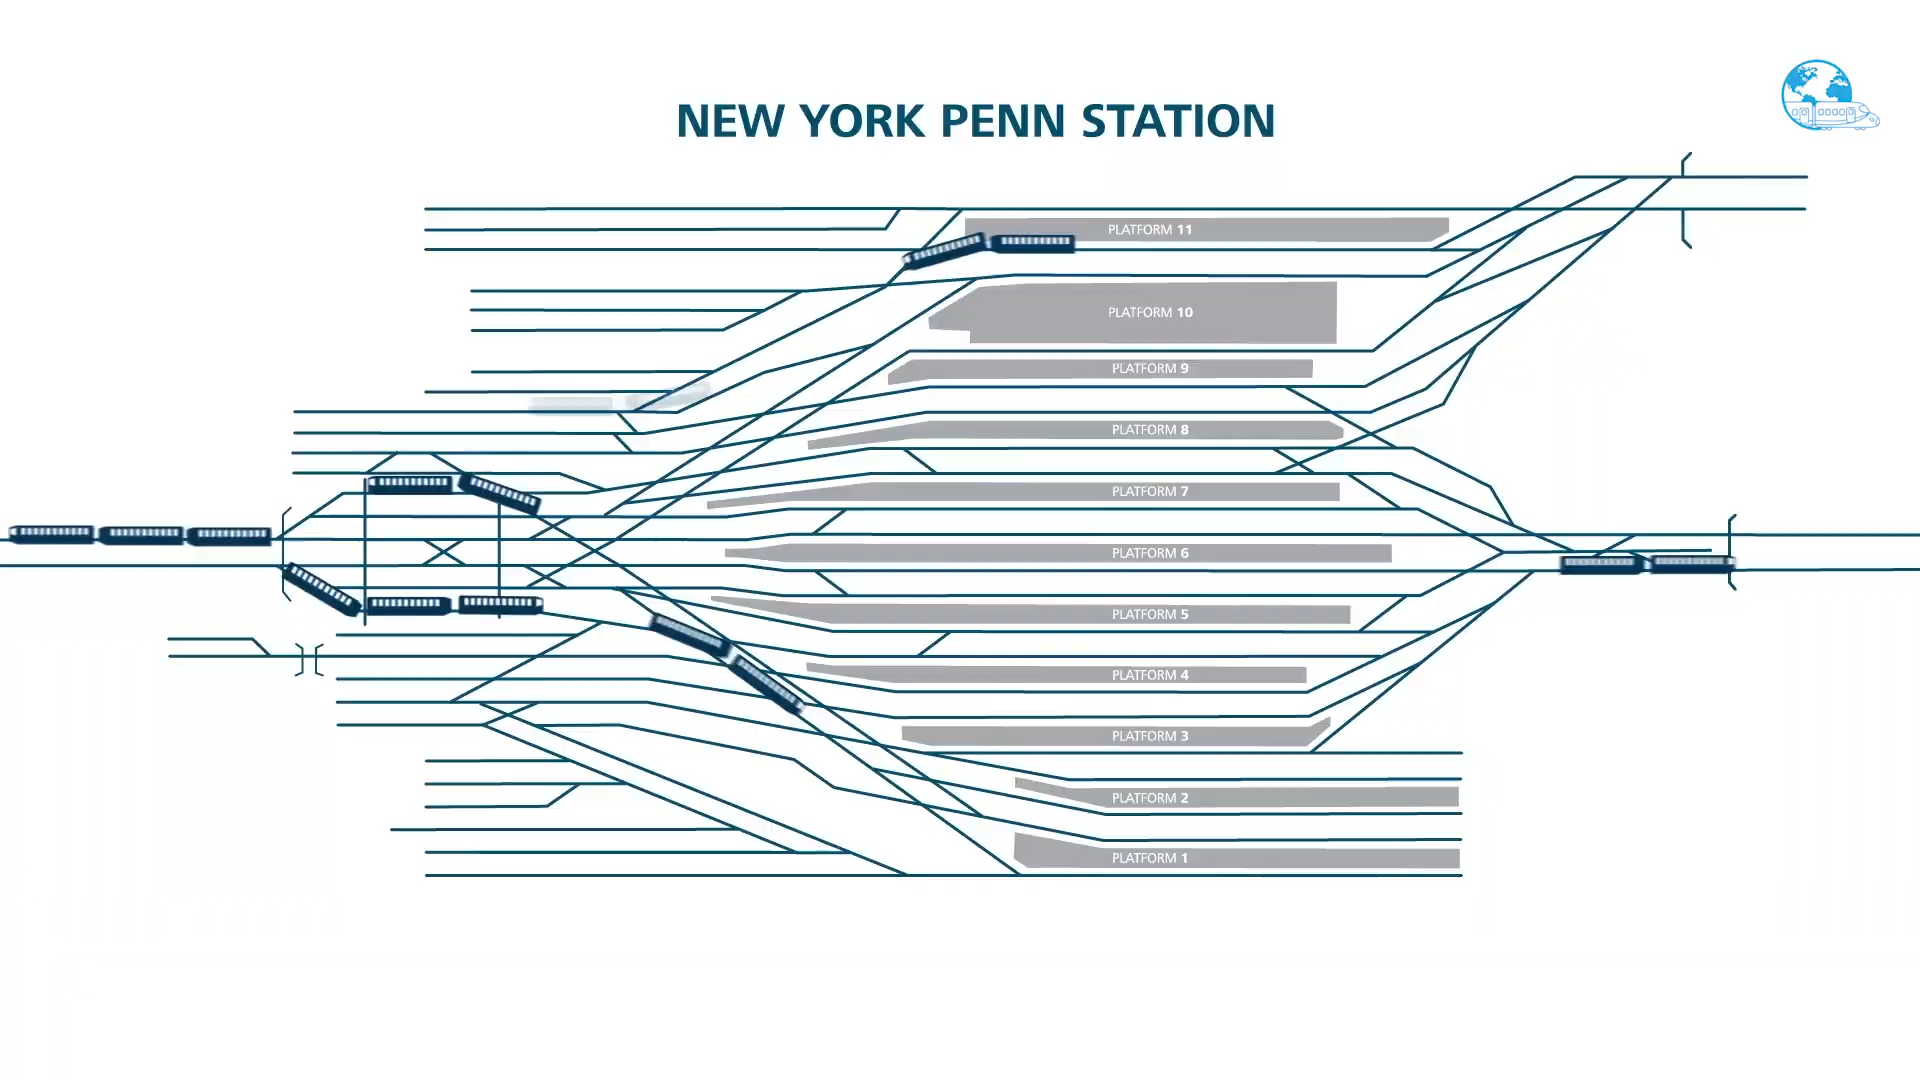 NEW YORK PENN STATION
PLATFORM 11
PLATFORM 10
PLATFORM 9
PLATFORM 8
PLATFORM 7
PLATFORM 6
PLATFORM 5
PLATFORM 4
PLATFORM 3
PLATFORM 2
PLATFORM 1